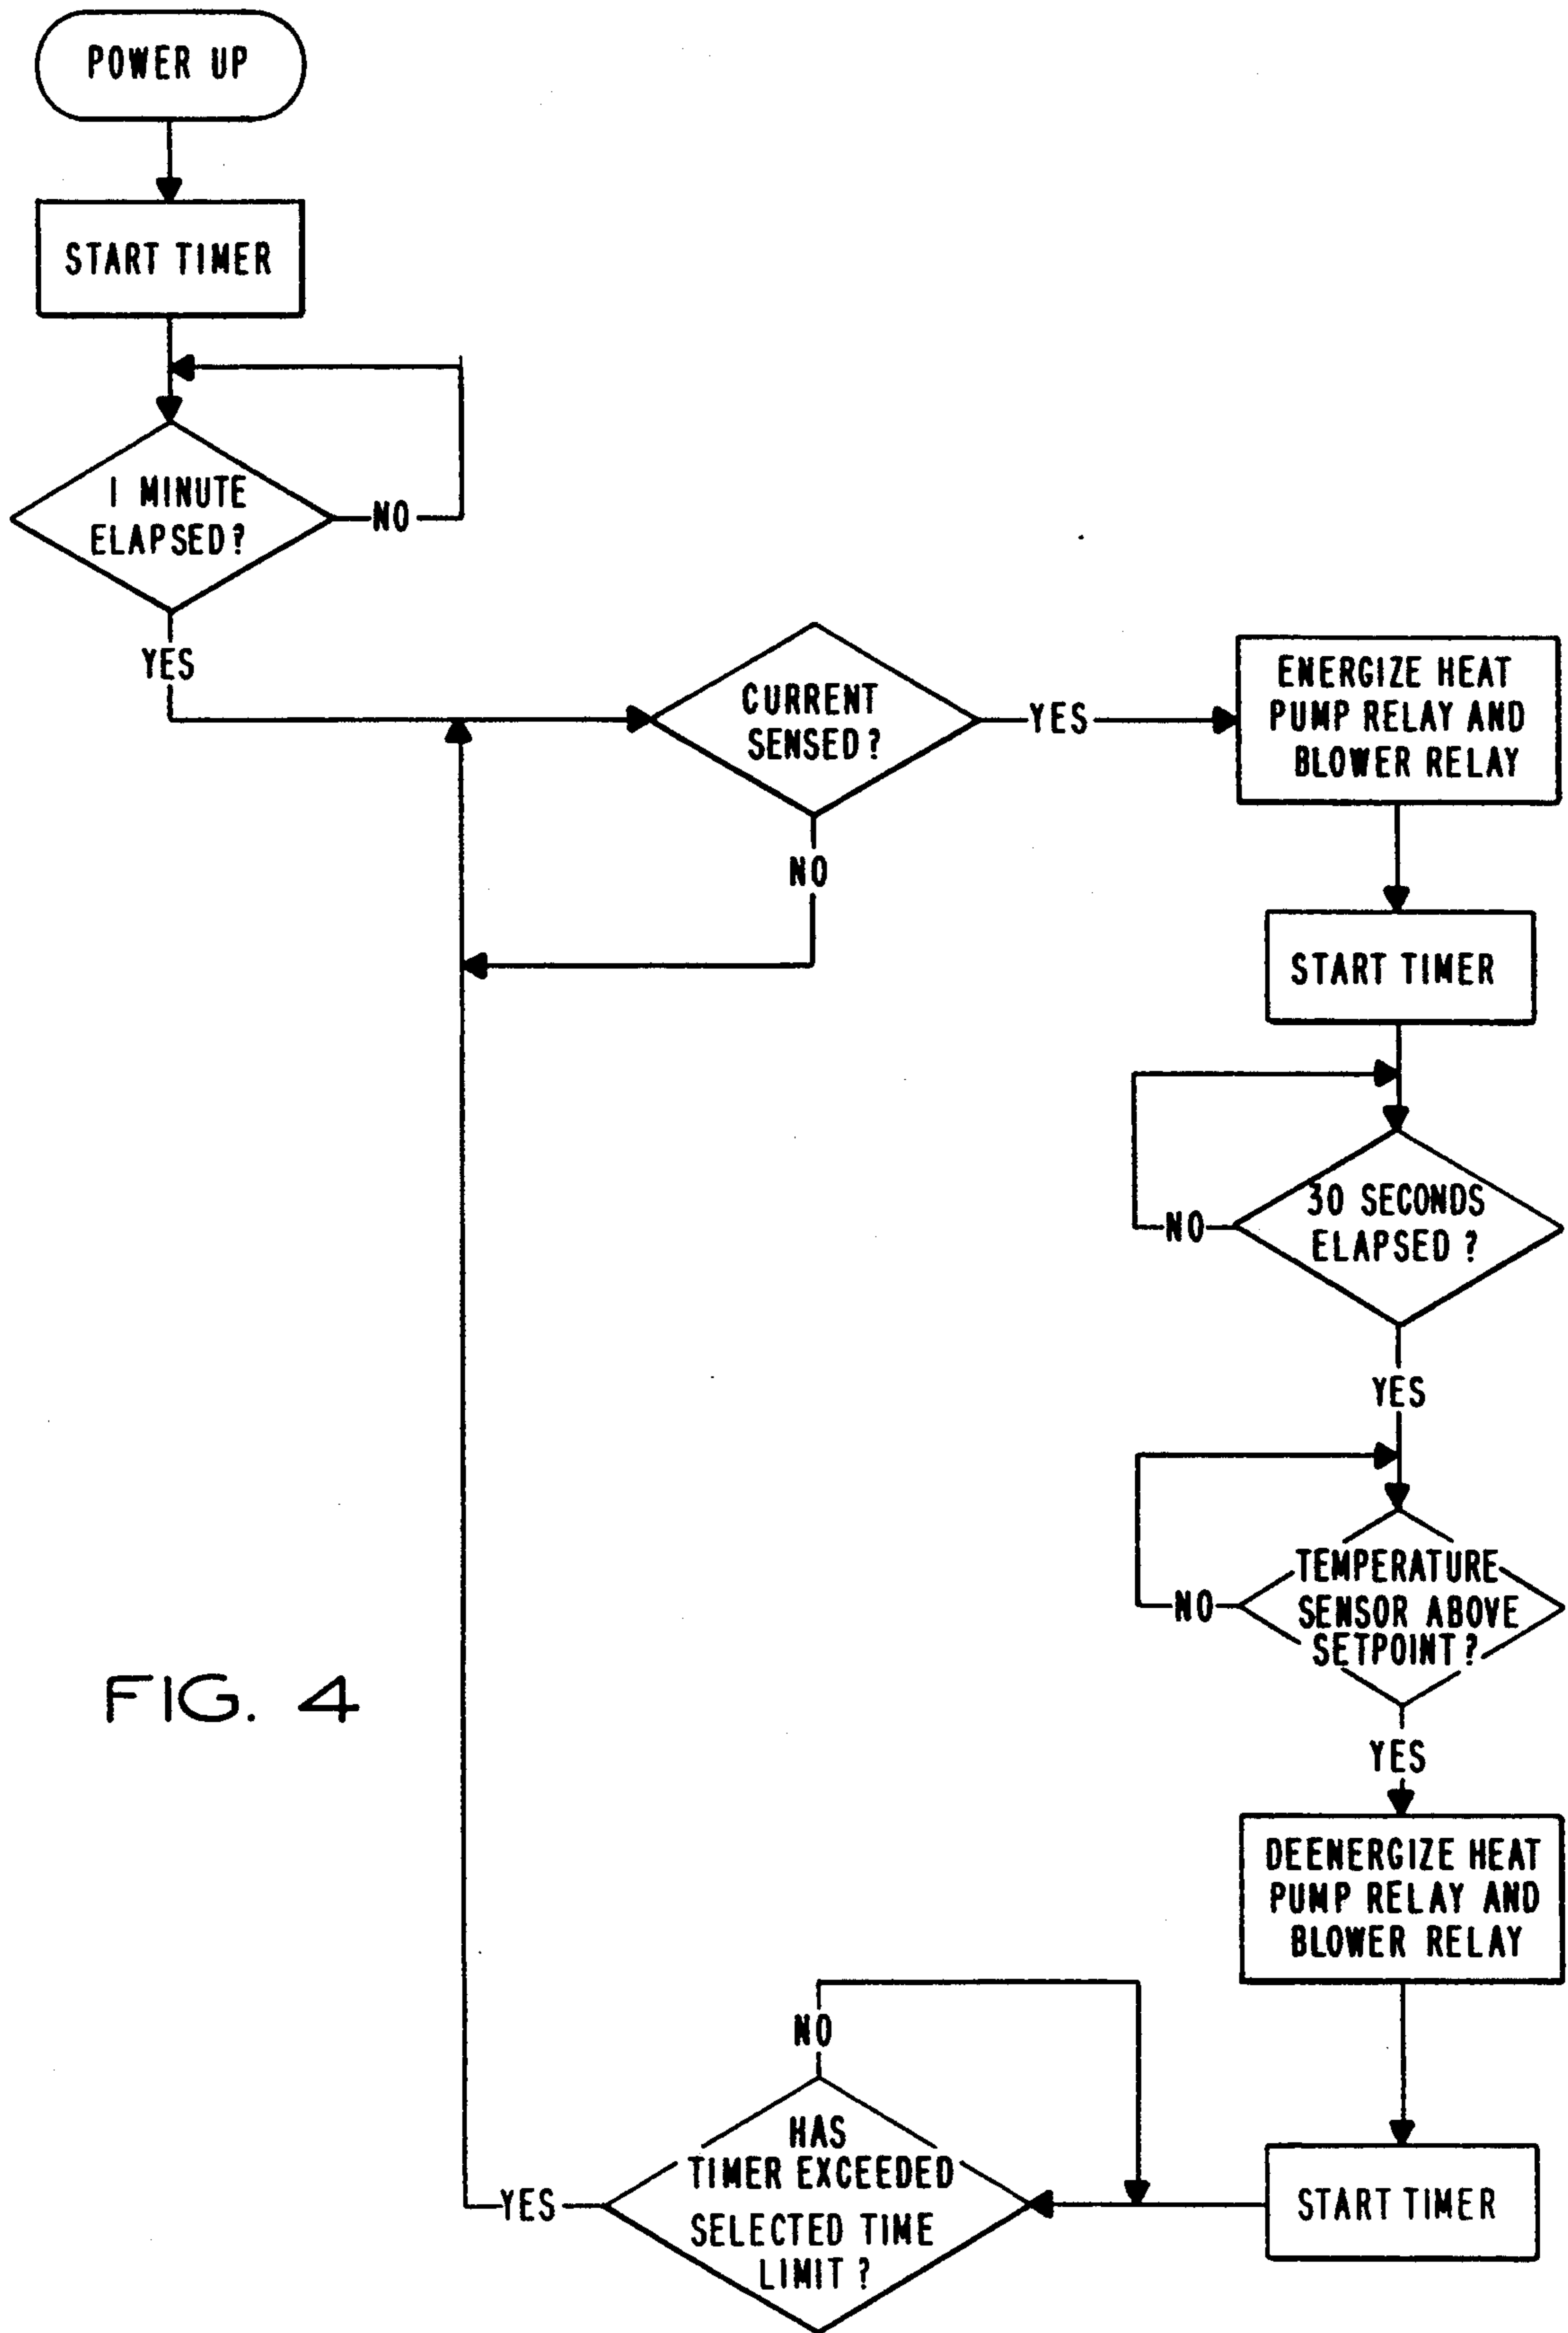 POWER UP
START TIMER
1 MINUTE
ELAPSED?
NO
YES
CURRENT
SENSED?
YES
NO
ENERGIZE HEAT
PUMP RELAY AND
BLOWER RELAY
START TIMER
30 SECONDS
ELAPSED?
NO
YES
TEMPERATURE
SENSOR ABOVE
SETPOINT?
NO
YES
DEENERGIZE HEAT
PUMP RELAY AND
BLOWER RELAY
START TIMER
HAS
TIMER EXCEEDED
SELECTED TIME
LIMIT?
NO
YES
FIG. 4